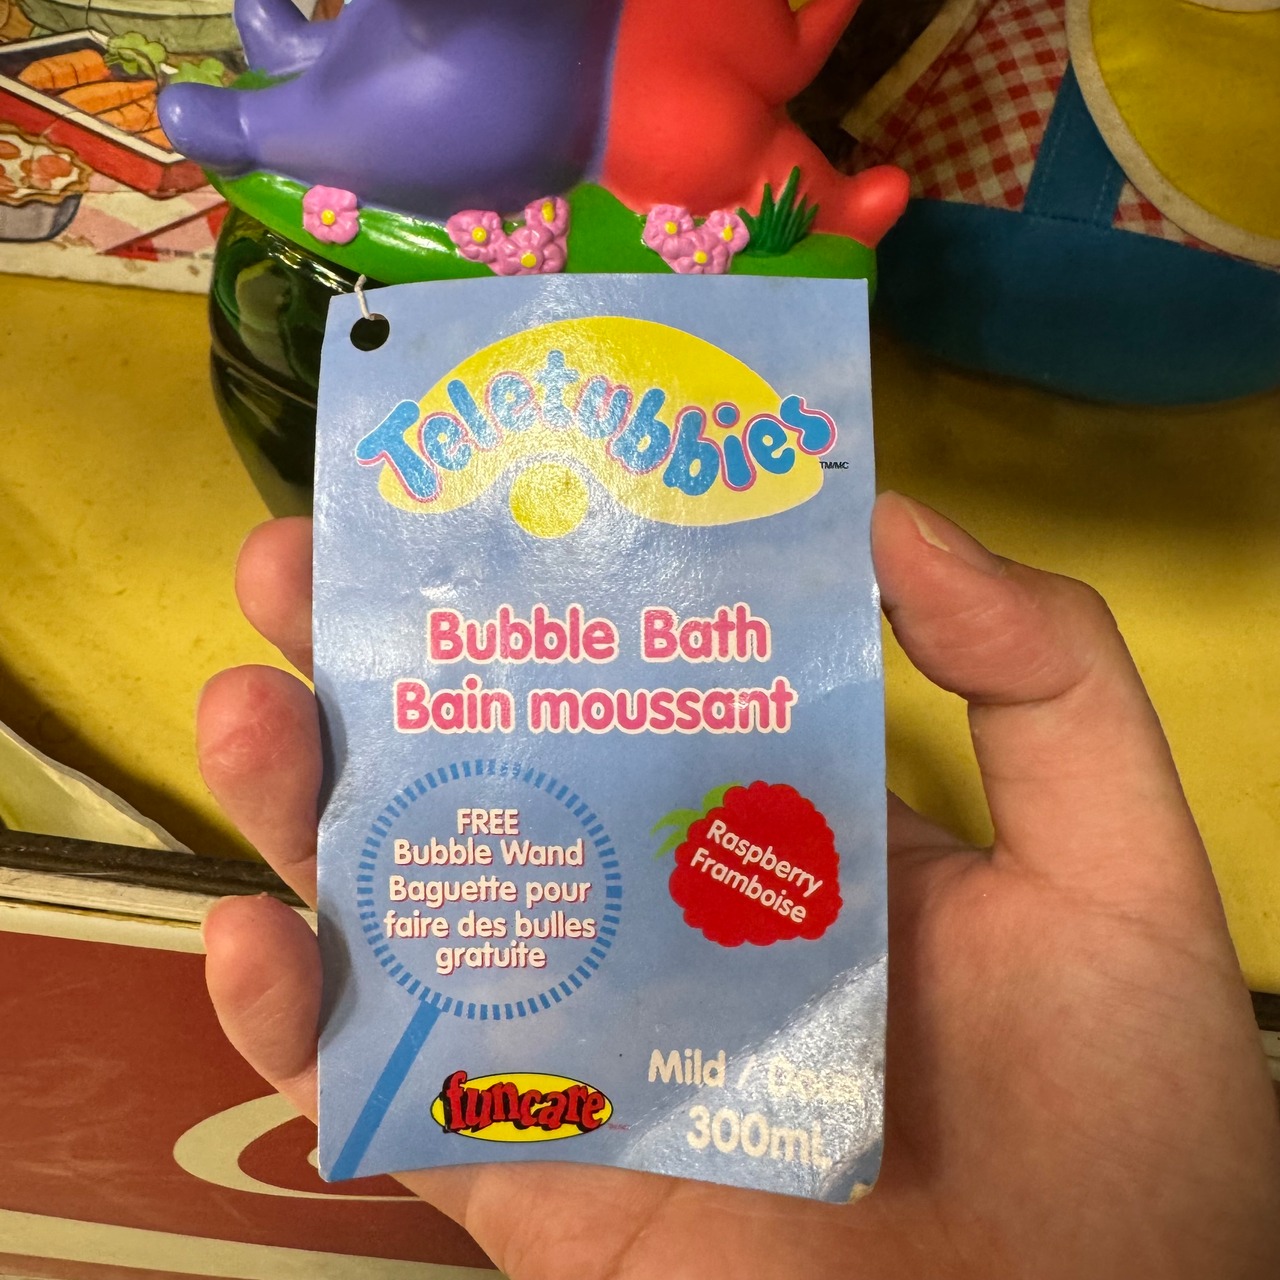 Teletubbies
TM/MC
Bubble Bath
Bain moussant
FREE
Bubble Wand
Baguette pour
faire des bulles
gratuite
Raspberry
Framboise
funcare
Mild / Doux
300mL